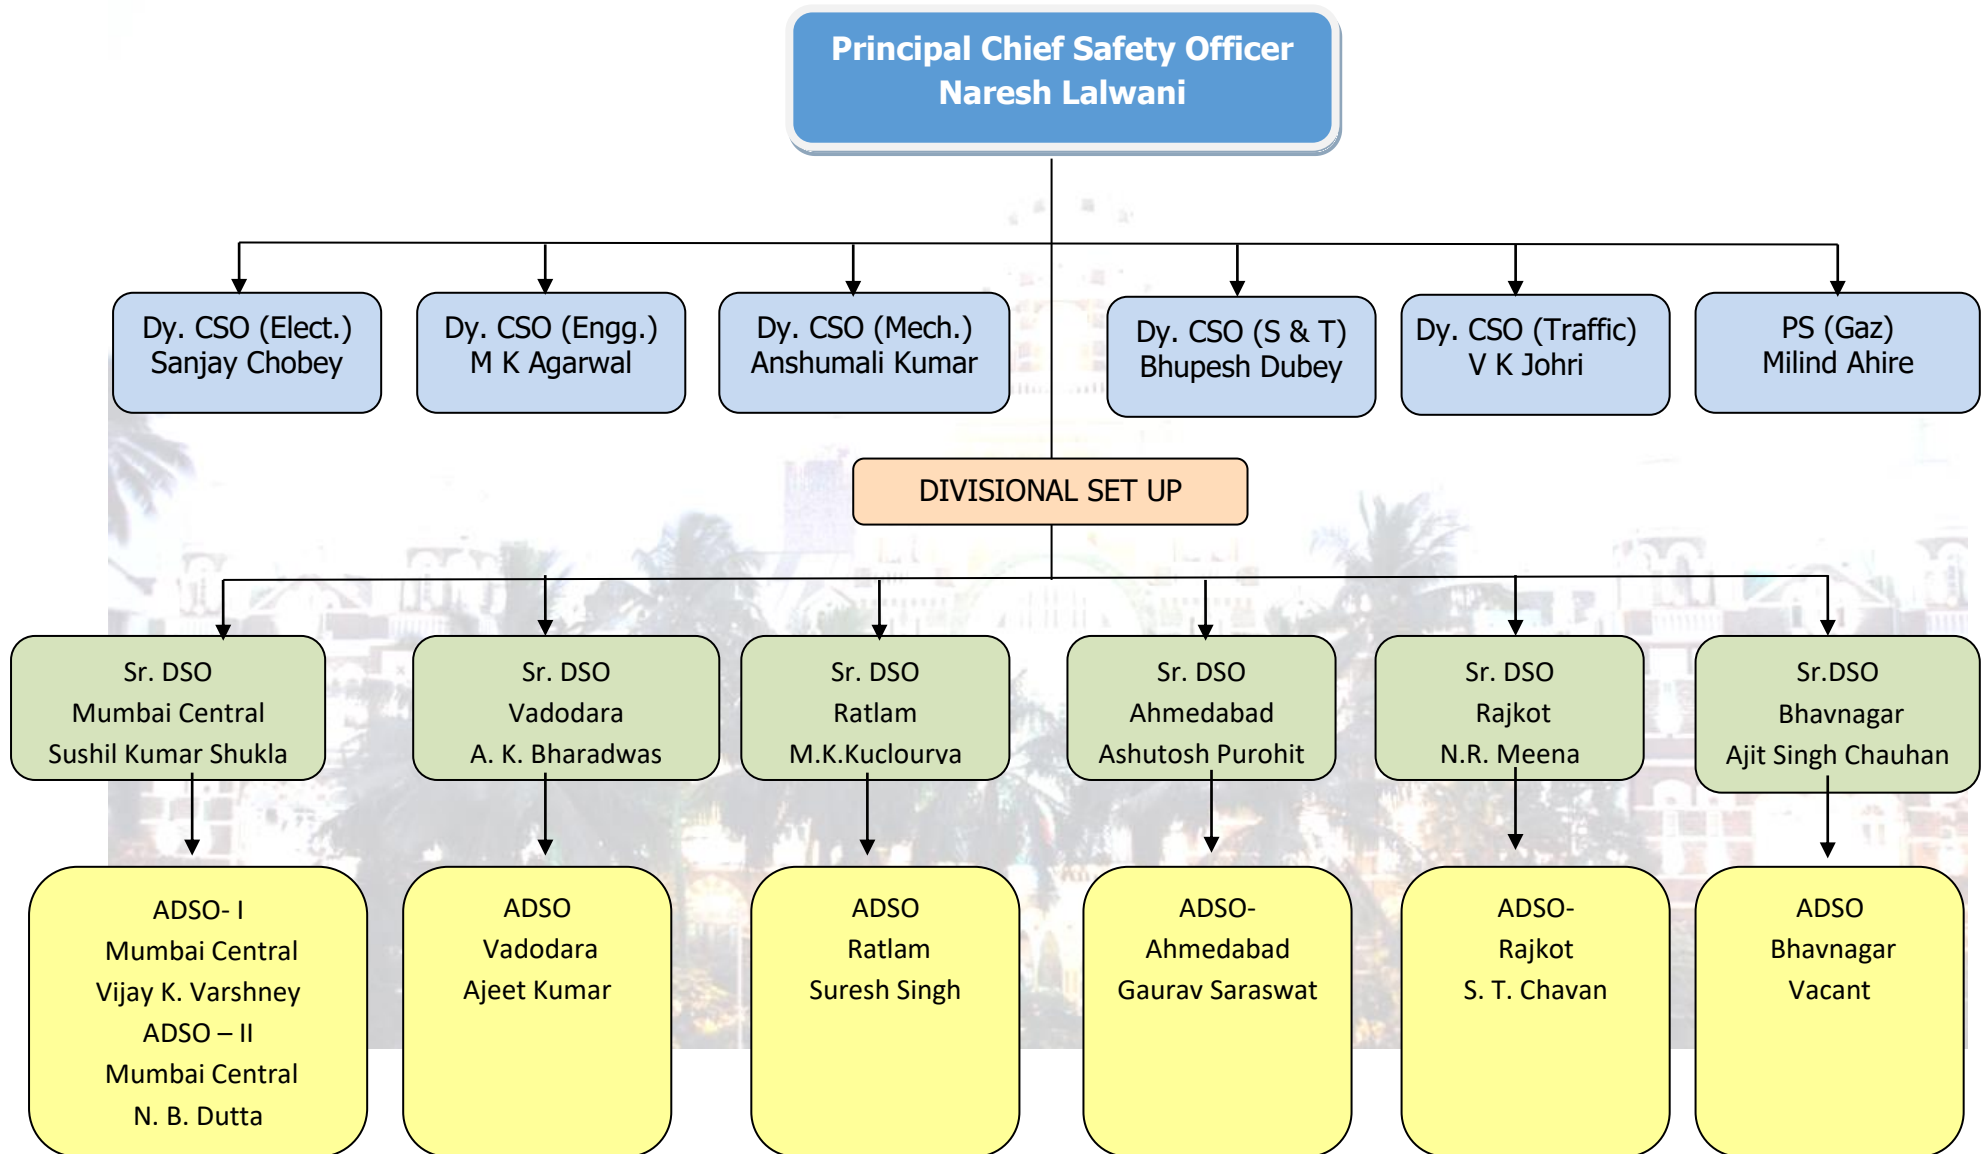 Principal Chief Safety Officer
Naresh Lalwani
Dy. CSO (Elect.)
Sanjay Chobey
Dy. CSO (Engg.)
M K Agarwal
Dy. CSO (Mech.)
Anshumali Kumar
Dy. CSO (S & T)
Bhupesh Dubey
Dy. CSO (Traffic)
V K Johri
PS (Gaz)
Milind Ahire
DIVISIONAL SET UP
Sr. DSO
Mumbai Central
Sushil Kumar Shukla
Sr. DSO
Vadodara
A. K. Bharadwas
Sr. DSO
Ratlam
M.K.Kuclourva
Sr. DSO
Ahmedabad
Ashutosh Purohit
Sr. DSO
Rajkot
N.R. Meena
Sr.DSO
Bhavnagar
Ajit Singh Chauhan
ADSO- I
Mumbai Central
Vijay K. Varshney
ADSO – II
Mumbai Central
N. B. Dutta
ADSO
Vadodara
Ajeet Kumar
ADSO
Ratlam
Suresh Singh
ADSO-
Ahmedabad
Gaurav Saraswat
ADSO-
Rajkot
S. T. Chavan
ADSO
Bhavnagar
Vacant